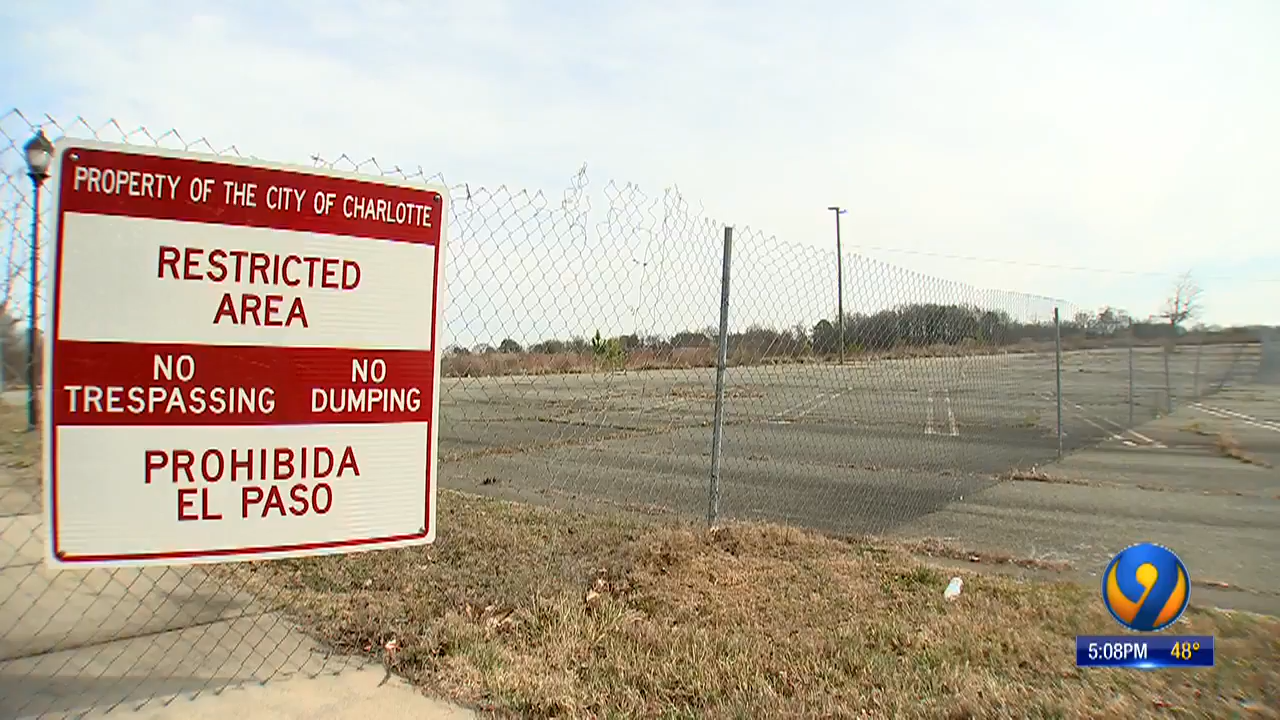 PROPERTY OF THE CITY OF CHARLOTTE
RESTRICTED
AREA
NO
TRESPASSING
NO
DUMPING
PROHIBIDA
EL PASO
9
5:08PM 48°